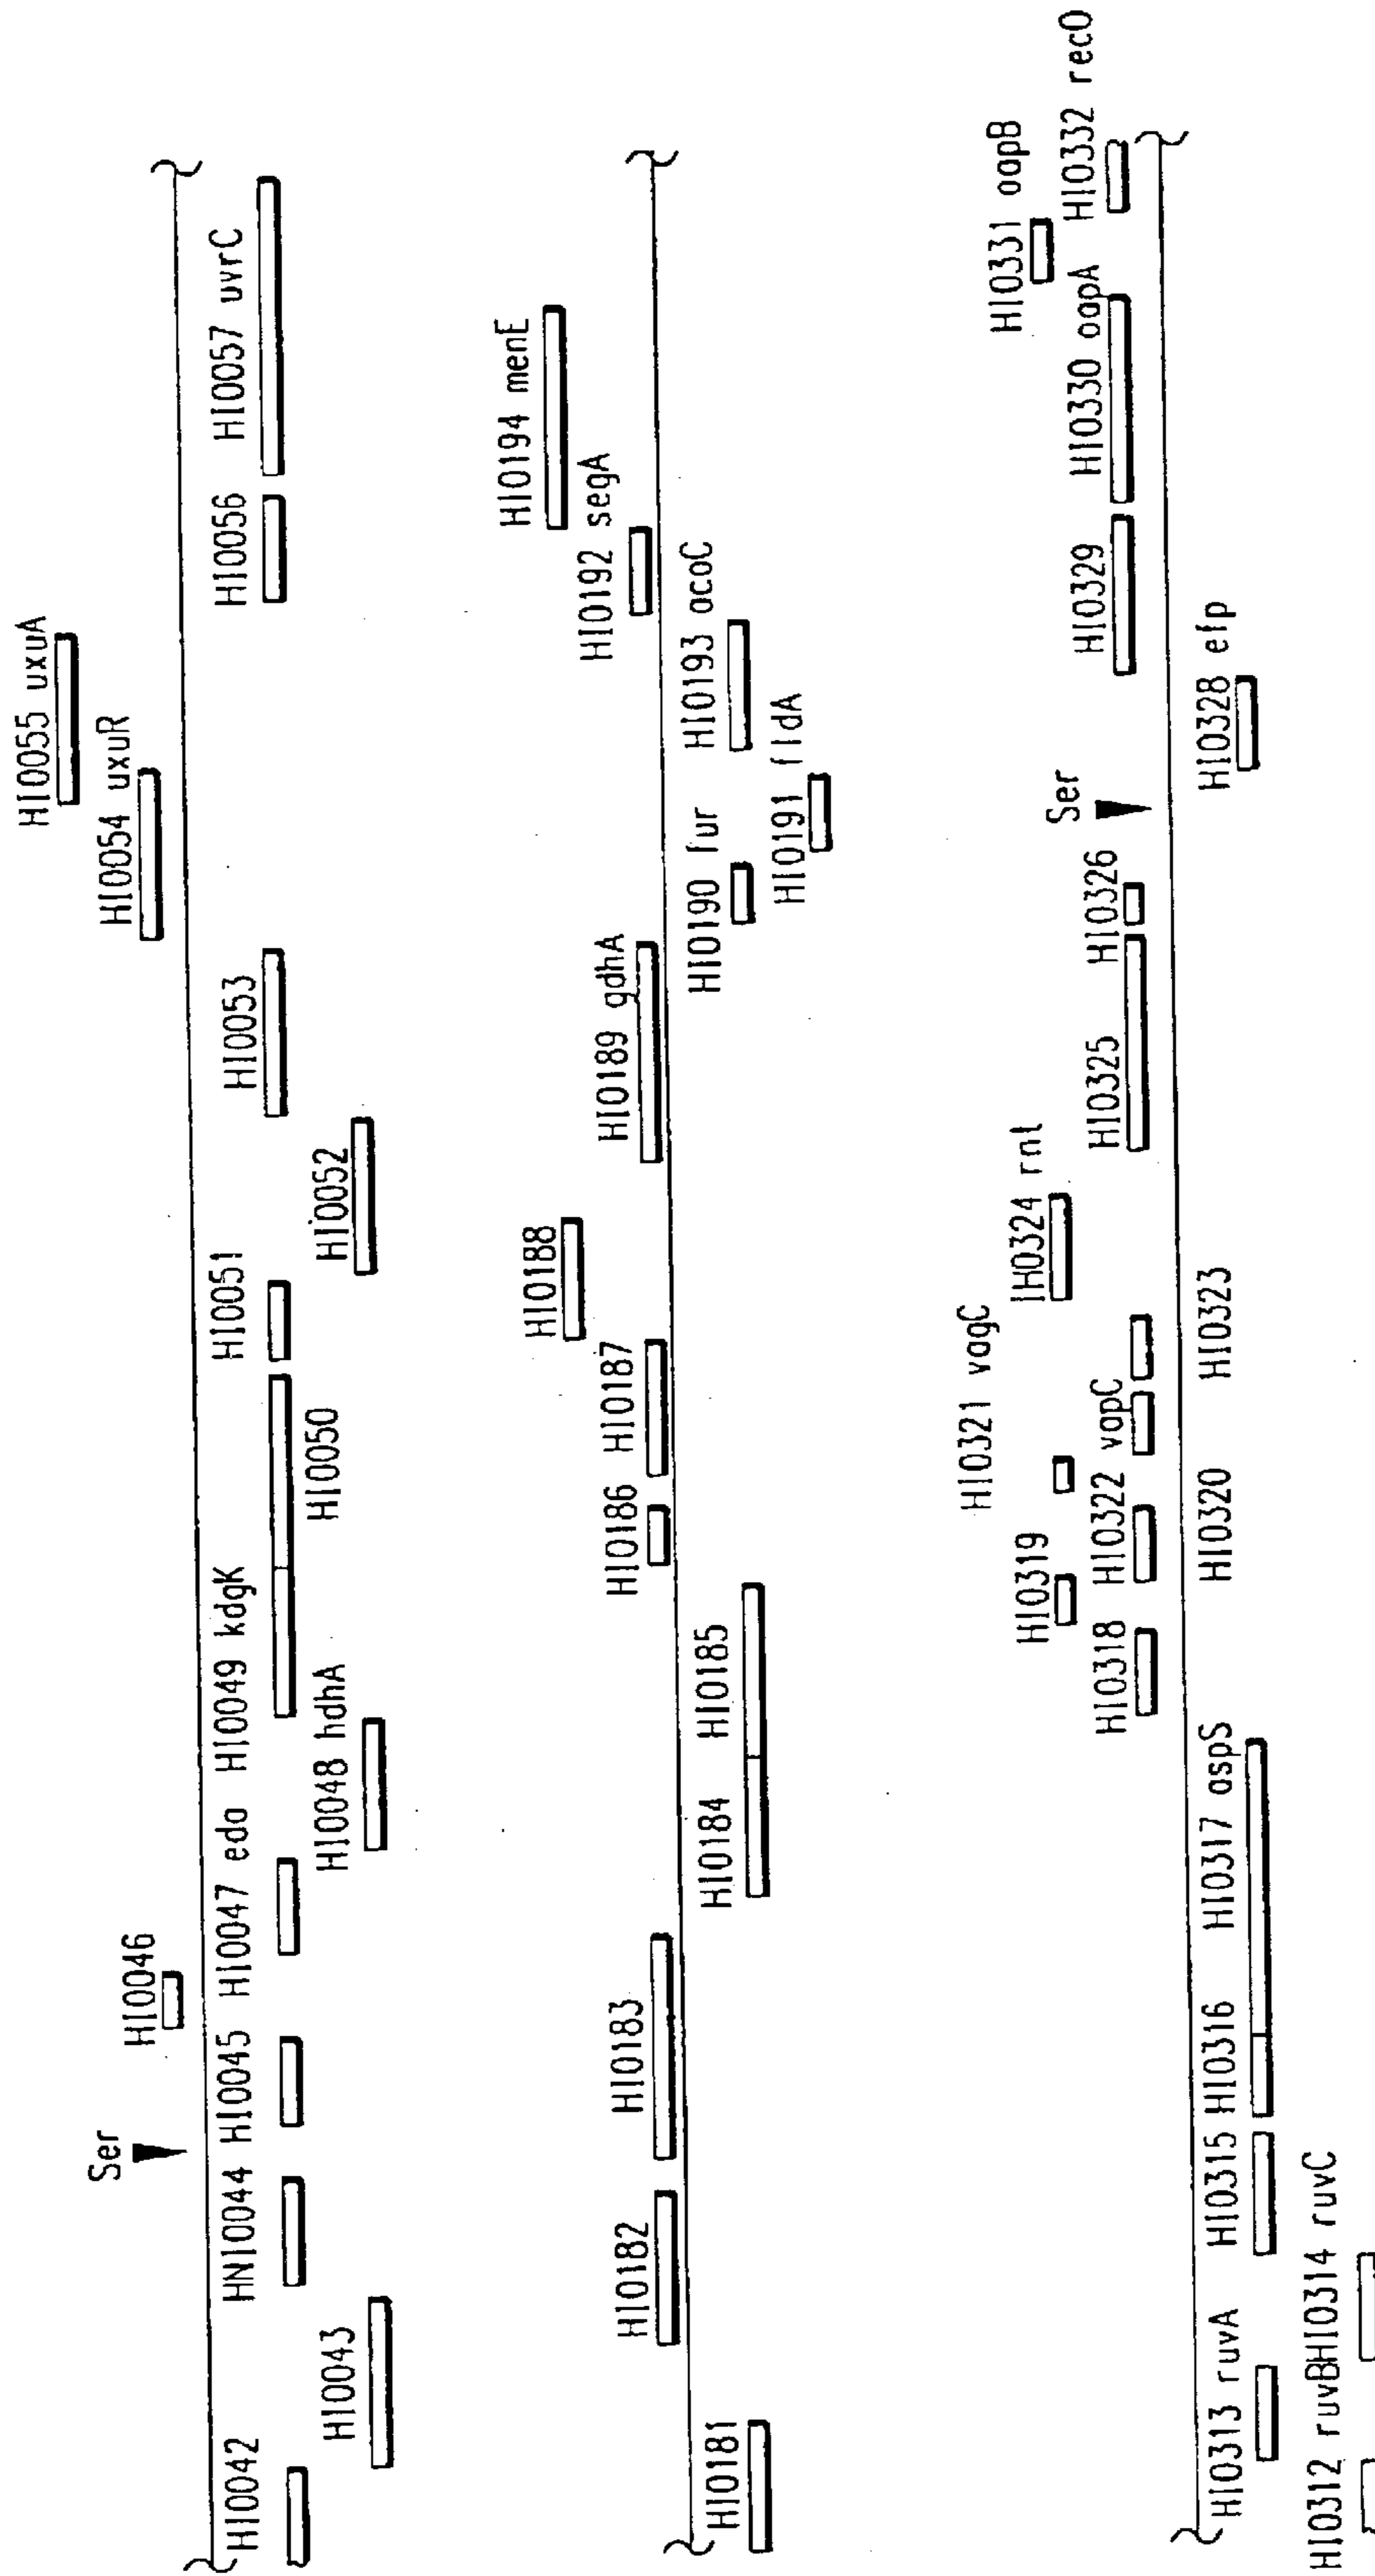 HI0055 uxuA
HI0054 uxuR
HI0046
Ser
HI0042
HN10044
HI0045
HI0047 eda
HI0049 kdgK
HI0051
HI0053
HI0056
HI0057 uvrC
HI0043
HI0048 hdhA
HI0050
HI0052
HI0194 menE
HI0188
HI0192 segA
HI0182
HI0183
HI0186
HI0187
HI0189 gdhA
HI0181
HI0184
HI0185
HI0190 fur
HI0193 acoC
HI0191 fldA
HI0321 vagC
HI0331 oapB
HI0319
IH0324 rnt
Ser
HI0332 recO
HI0318
HI0322 vapC
HI0325
HI0326
HI0329
HI0330 oapA
HI0313 ruvA
HI0315
HI0316
HI0317 aspS
HI0320
HI0323
HI0328 efp
HI0312 ruvB
HI0314 ruvC